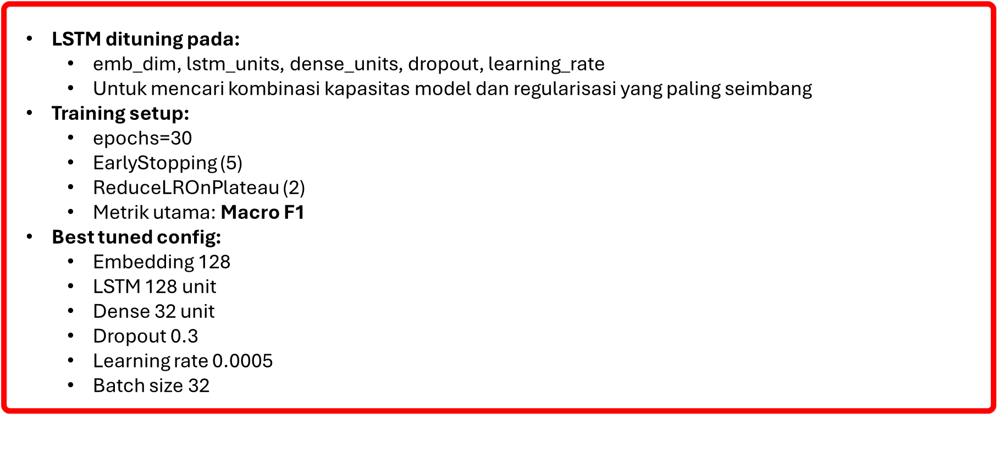 • LSTM dituning pada:
• emb_dim, lstm_units, dense_units, dropout, learning_rate
• Untuk mencari kombinasi kapasitas model dan regularisasi yang paling seimbang
• Training setup:
• epochs=30
• EarlyStopping (5)
• ReduceLROnPlateau (2)
• Metrik utama: Macro F1
• Best tuned config:
• Embedding 128
• LSTM 128 unit
• Dense 32 unit
• Dropout 0.3
• Learning rate 0.0005
• Batch size 32